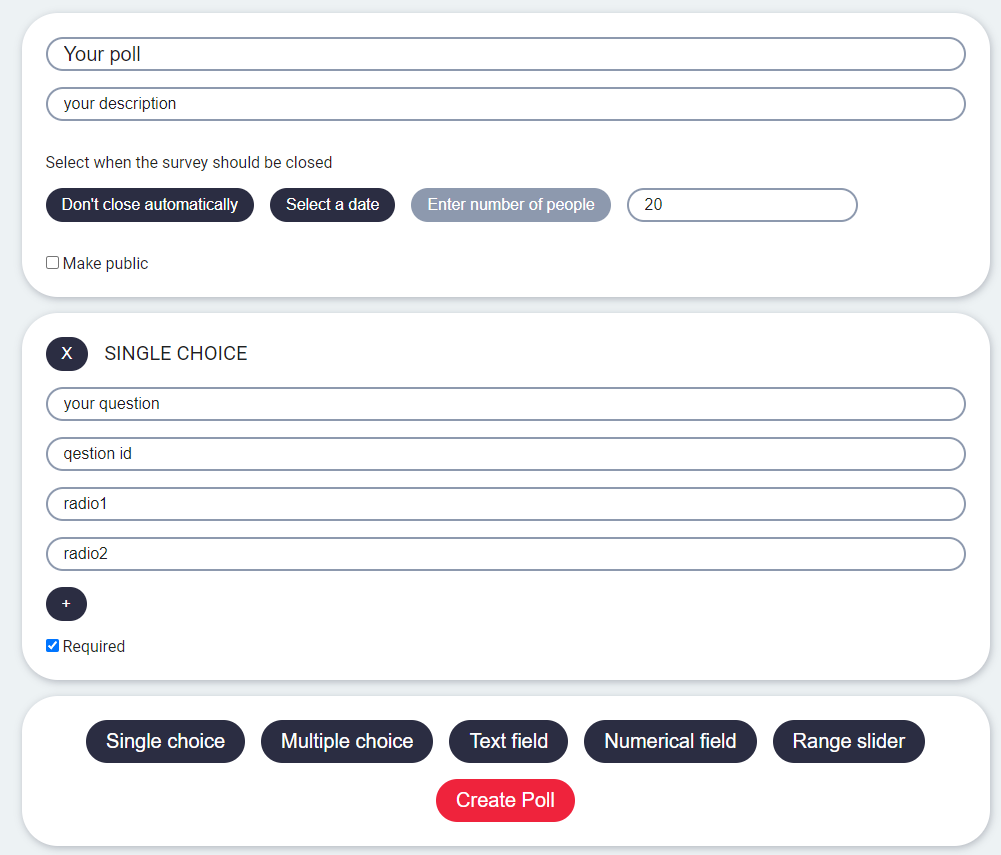 Your poll
your description
Select when the survey should be closed
Don't close automatically Select a date Enter number of people 20
Make public
X SINGLE CHOICE
your question
qestion id
radio1
radio2
+
Required
Single choice Multiple choice Text field Numerical field Range slider
Create Poll